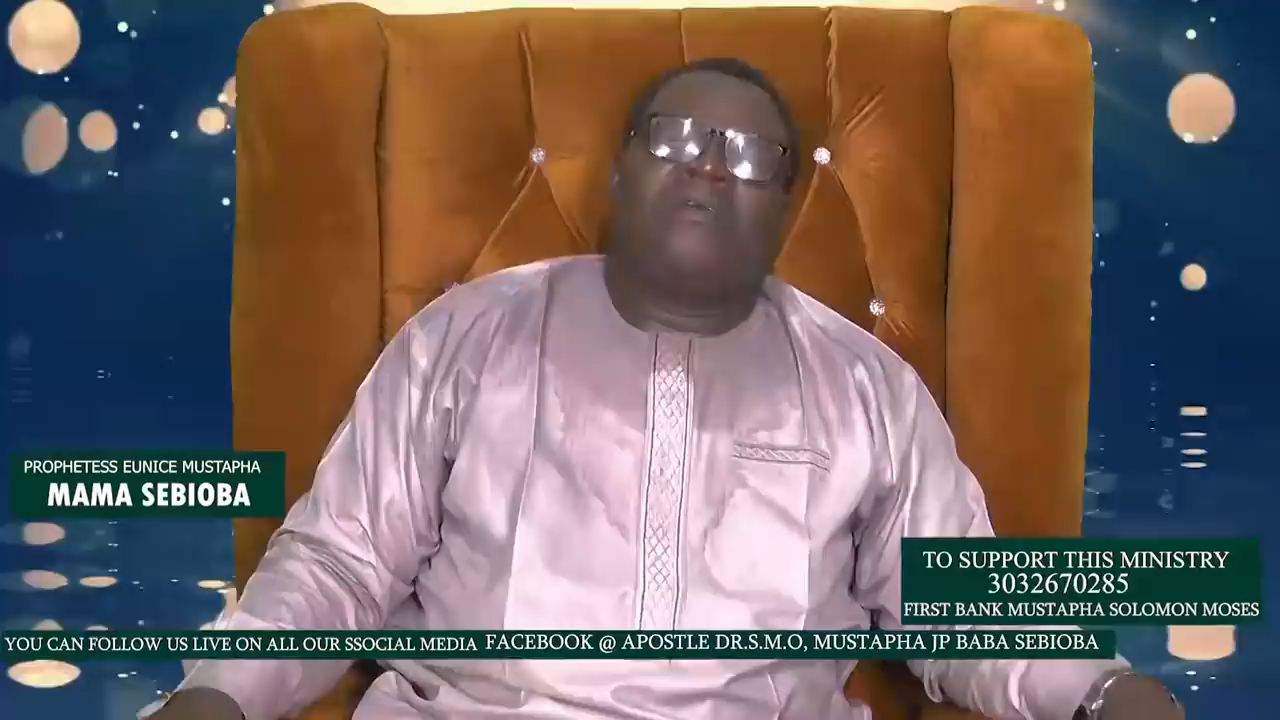 PROPHETESS EUNICE MUSTAPHA
MAMA SEBIOBA
TO SUPPORT THIS MINISTRY
3032670285
FIRST BANK MUSTAPHA SOLOMON MOSES
YOU CAN FOLLOW US LIVE ON ALL OUR SSOCIAL MEDIA FACEBOOK @ APOSTLE DR.S.M.O, MUSTAPHA JP BABA SEBIOBA